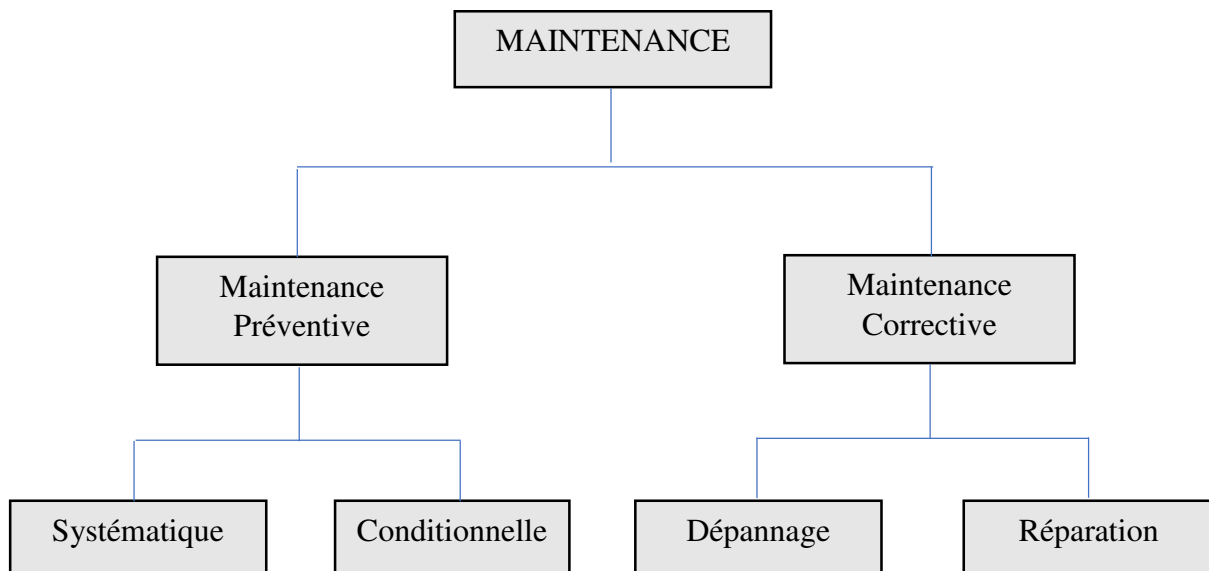 MAINTENANCE
Maintenance
Préventive
Maintenance
Corrective
Systématique
Conditionnelle
Dépannage
Réparation